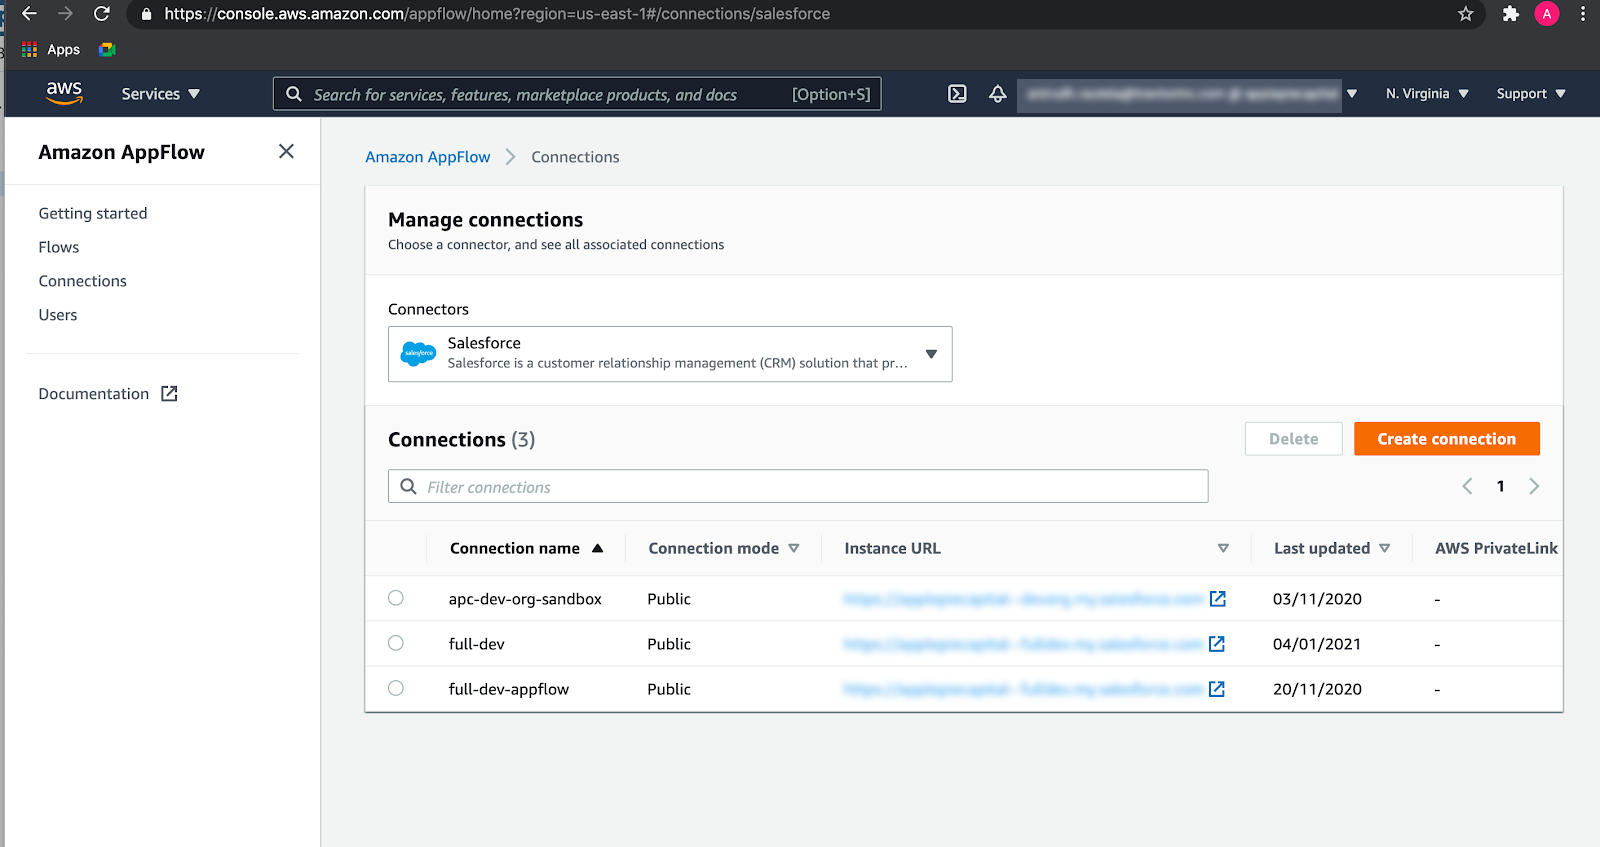 https://console.aws.amazon.com/appflow/home?region=us-east-1#/connections/salesforce
A
Apps
aws
Services
Search for services, features, marketplace products, and docs
[Option+S]
N. Virginia
Support
Amazon AppFlow
Getting started
Flows
Connections
Users
Documentation
Amazon AppFlow
Connections
Manage connections
Choose a connector, and see all associated connections
Connectors
salesforce
Salesforce
Salesforce is a customer relationship management (CRM) solution that pr...
Connections (3)
Delete
Create connection
Filter connections
1
Connection name
Connection mode
Instance URL
Last updated
AWS PrivateLink
apc-dev-org-sandbox Public 03/11/2020 -
full-dev Public 04/01/2021 -
full-dev-appflow Public 20/11/2020 -